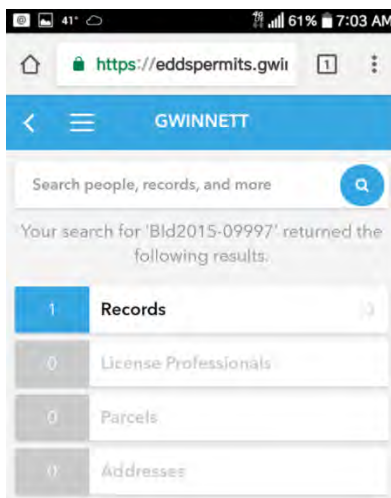 41° 61% 7:03 AM
https://eddspermits.gwi 1
GWINNETT
Search people, records, and more
Your search for 'Bld2015-09997' returned the
following results.
1 Records
0 License Professionals
0 Parcels
0 Addresses